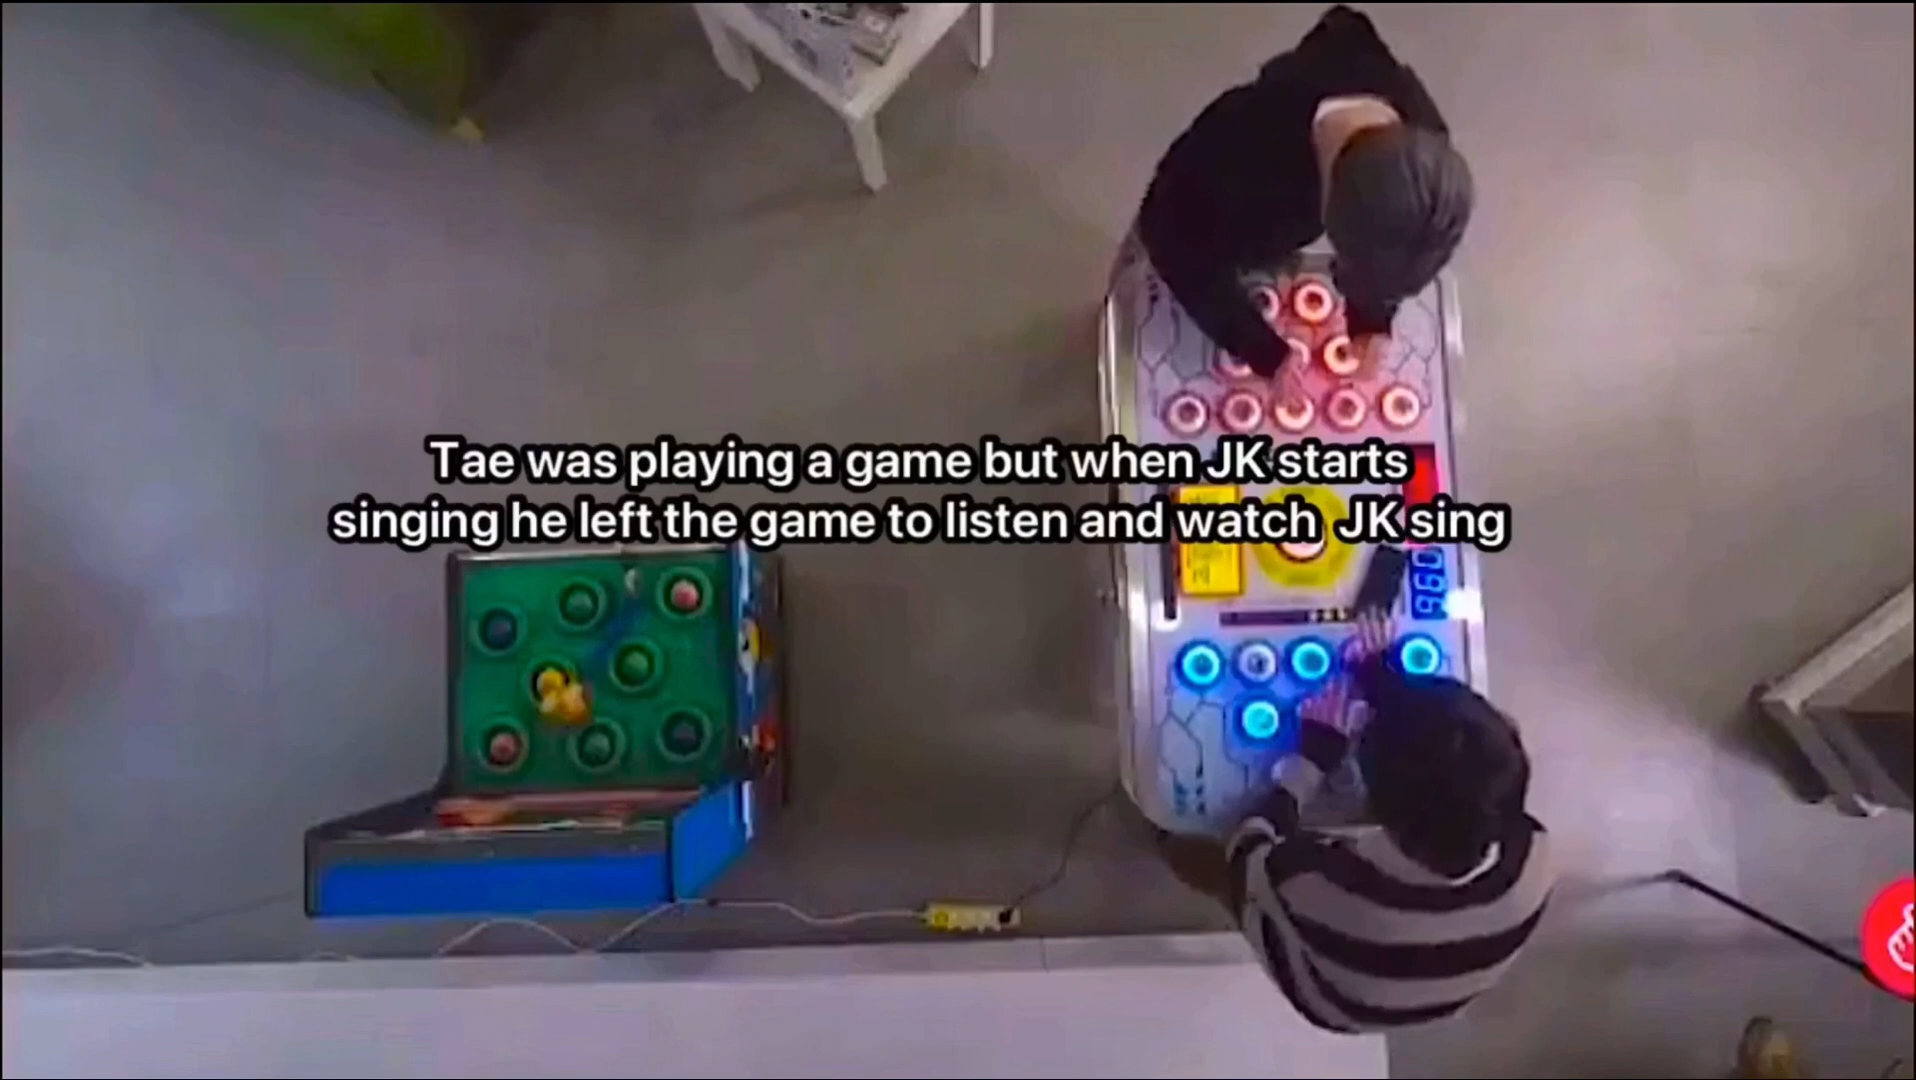 Tae was playing a game but when JK starts
singing he left the game to listen and watch JK sing
960